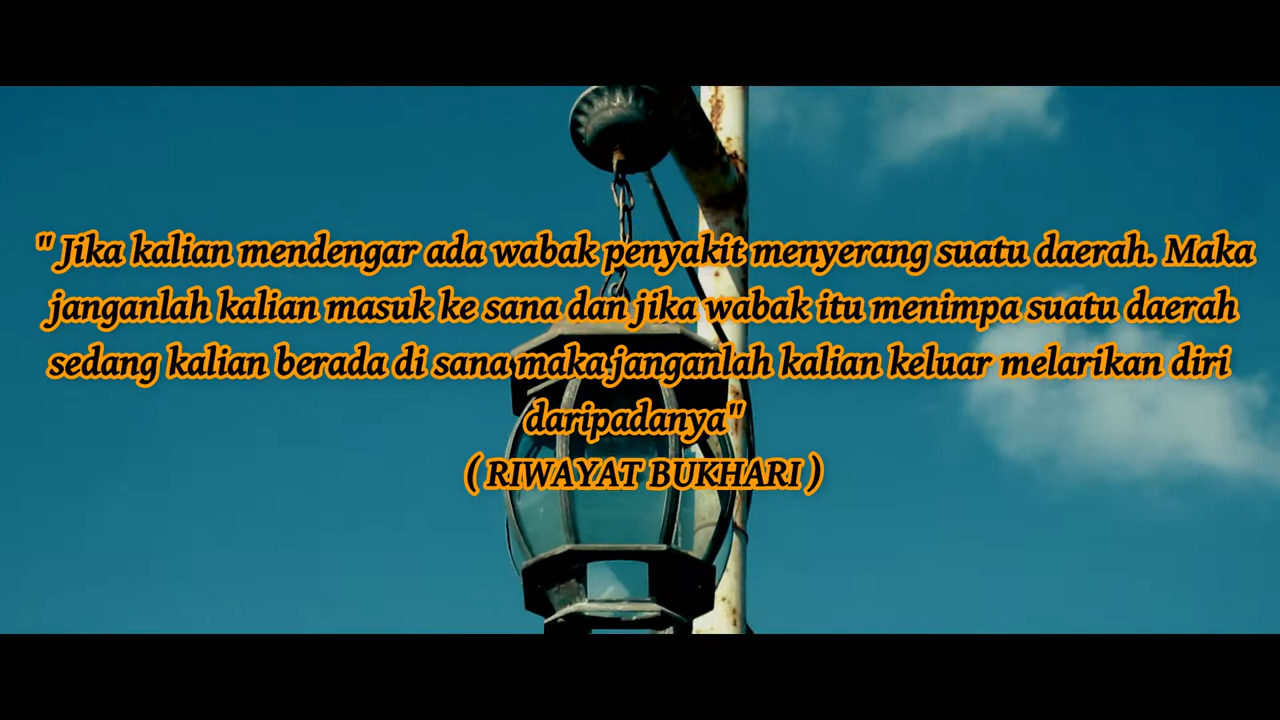 " Jika kalian mendengar ada wabak penyakit menyerang suatu daerah. Maka
janganlah kalian masuk ke sana dan jika wabak itu menimpa suatu daerah
sedang kalian berada di sana maka janganlah kalian keluar melarikan diri
daripadanya"
( RIWAYAT BUKHARI )